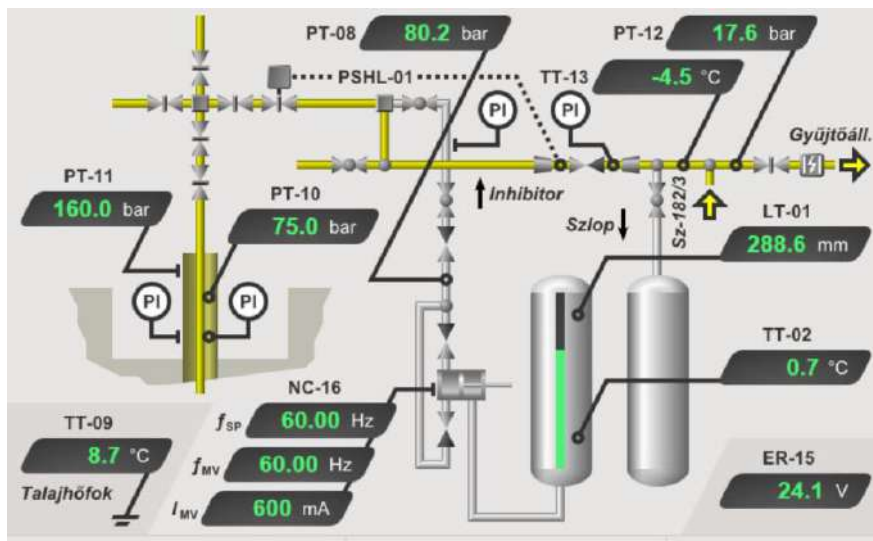 PT-08
80.2 bar
PT-12
17.6 bar
PSHL-01
TT-13
-4.5 °C
PI
PI
Gyűjtőáll.
PT-11
160.0 bar
PT-10
75.0 bar
Inhibitor
Szlop
Sz-182/3
LT-01
288.6 mm
PI
PI
TT-02
0.7 °C
NC-16
fSP 60.00 Hz
fMV 60.00 Hz
IMV 600 mA
TT-09
8.7 °C
Talajhőfok
ER-15
24.1 V